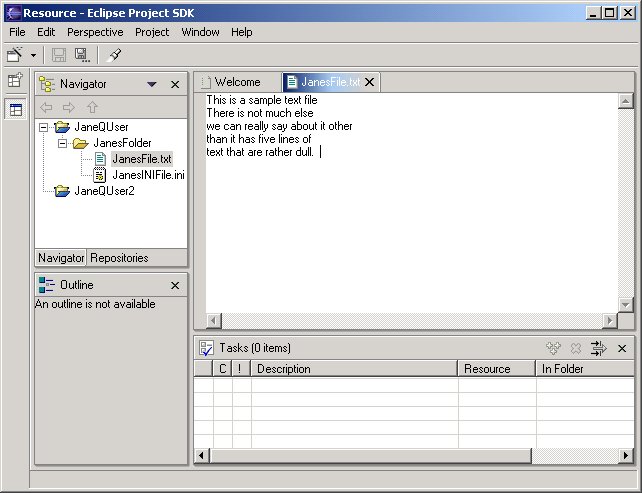 Resource - Eclipse Project SDK
File Edit Perspective Project Window Help
Navigator
JaneQUser
JanesFolder
JanesFile.txt
JanesINIFile.ini
JaneQUser2
Navigator Repositories
Outline
An outline is not available
Welcome JanesFile.txt
This is a sample text file
There is not much else
we can really say about it other
than it has five lines of
text that are rather dull.
Tasks (0 items)
C ! Description Resource In Folder